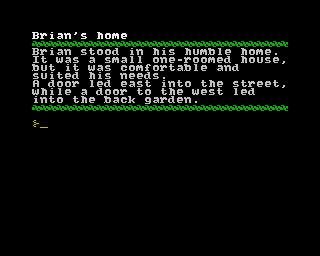 Brian's home
Brian stood in his humble home.
It was a small one-roomed house,
but it was comfortable and
suited his needs.
A door led east into the street,
while a door to the west led
into the back garden.
>_